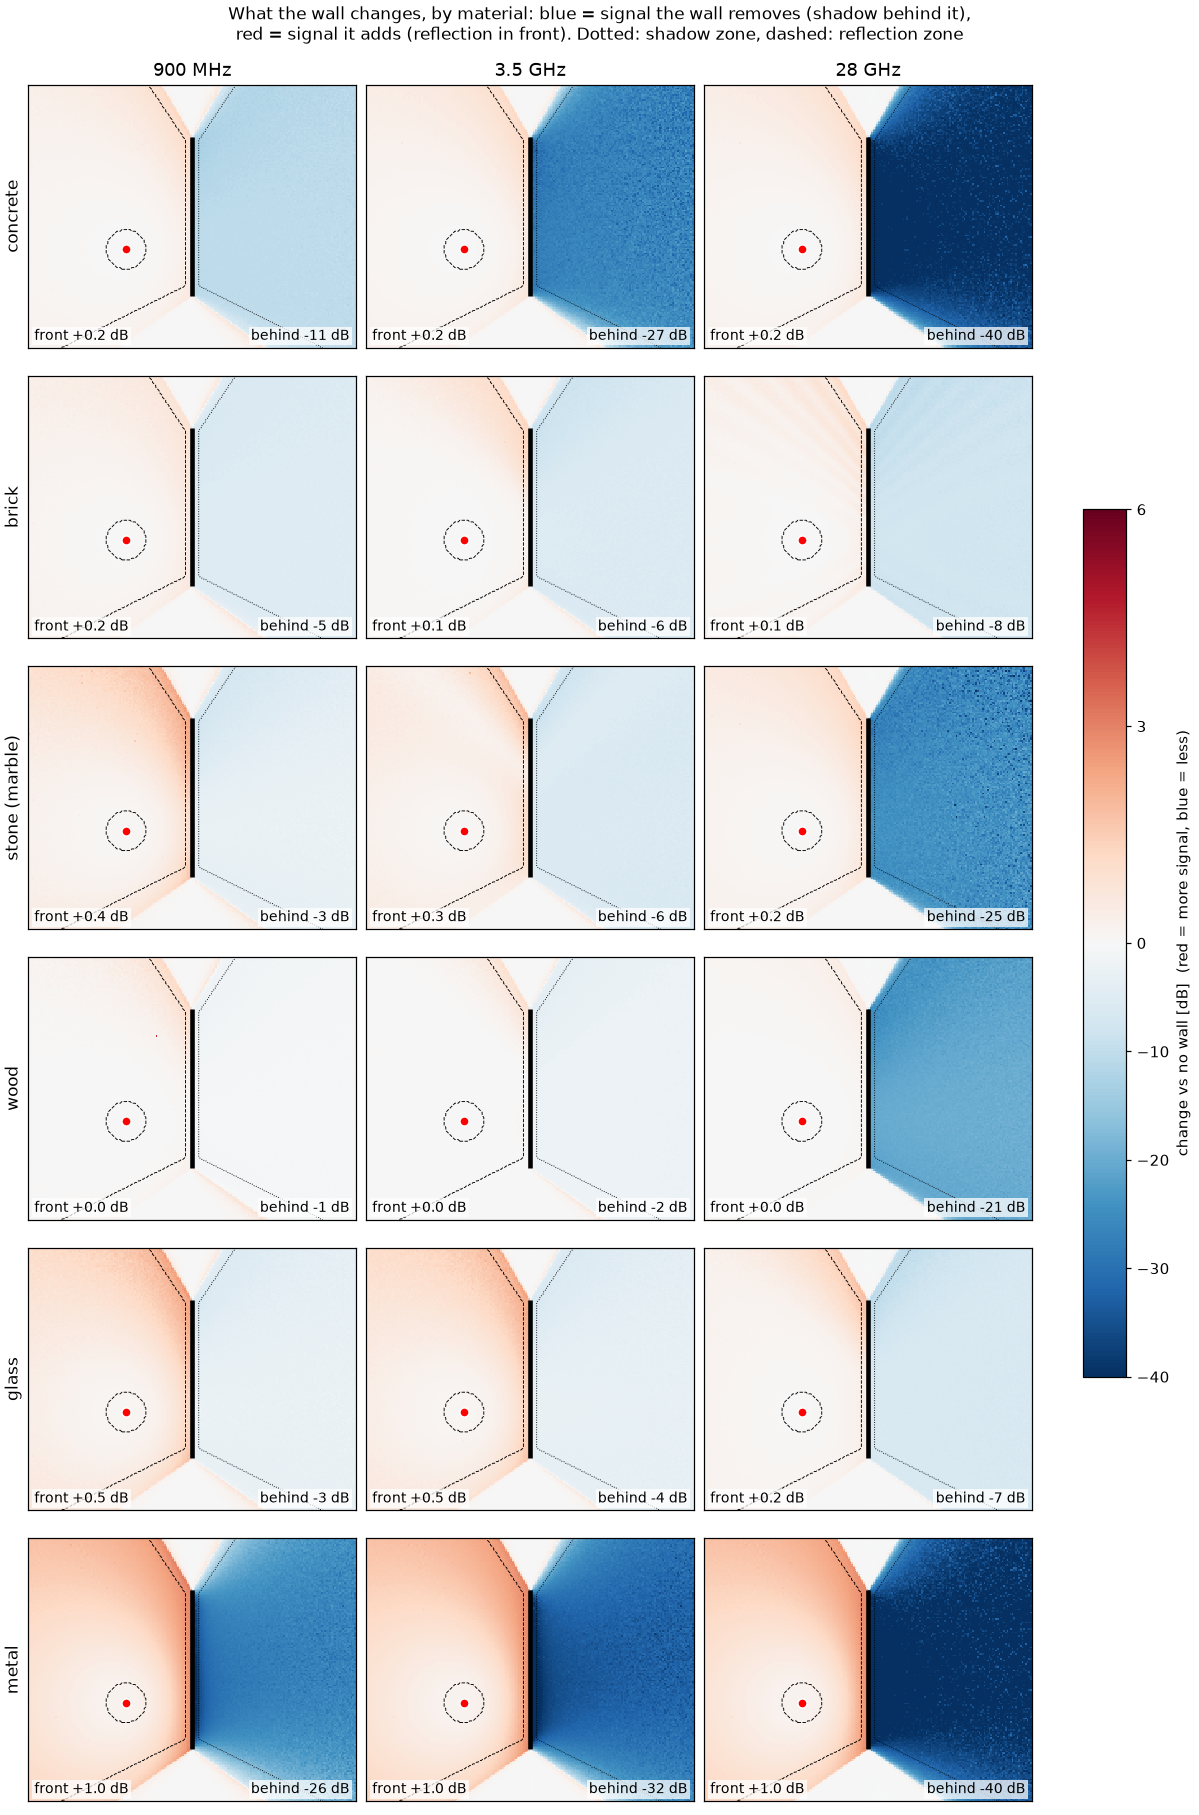 What the wall changes, by material: blue = signal the wall removes (shadow behind it),
red = signal it adds (reflection in front). Dotted: shadow zone, dashed: reflection zone
900 MHz
3.5 GHz
28 GHz
concrete
front +0.2 dB
behind -11 dB
front +0.2 dB
behind -27 dB
front +0.2 dB
behind -40 dB
brick
front +0.2 dB
behind -5 dB
front +0.1 dB
behind -6 dB
front +0.1 dB
behind -8 dB
stone (marble)
front +0.4 dB
behind -3 dB
front +0.3 dB
behind -6 dB
front +0.2 dB
behind -25 dB
wood
front +0.0 dB
behind -1 dB
front +0.0 dB
behind -2 dB
front +0.0 dB
behind -21 dB
glass
front +0.5 dB
behind -3 dB
front +0.5 dB
behind -4 dB
front +0.2 dB
behind -7 dB
metal
front +1.0 dB
behind -26 dB
front +1.0 dB
behind -32 dB
front +1.0 dB
behind -40 dB
6
3
0
−10
−20
−30
−40
change vs no wall [dB] (red = more signal, blue = less)